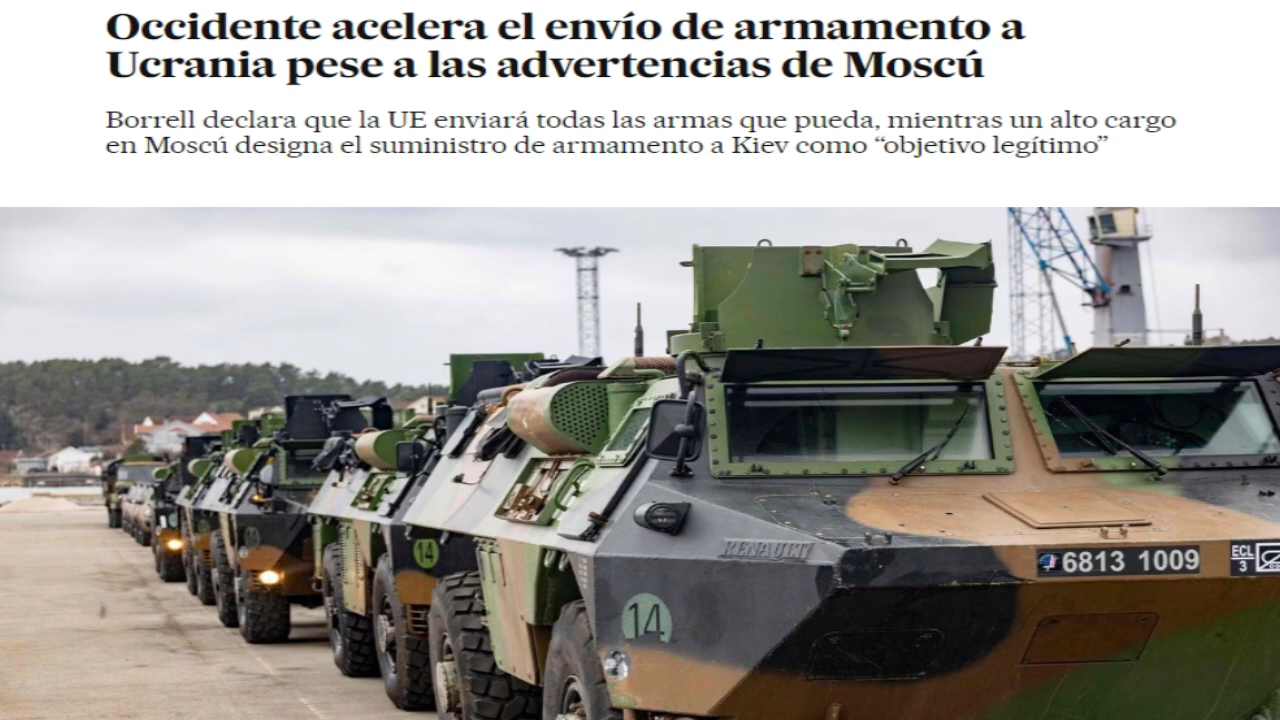 Occidente acelera el envío de armamento a
Ucrania pese a las advertencias de Moscú
Borrell declara que la UE enviará todas las armas que pueda, mientras un alto cargo
en Moscú designa el suministro de armamento a Kiev como “objetivo legítimo”
RENAULT
6813 1009
ECL
3
14
14